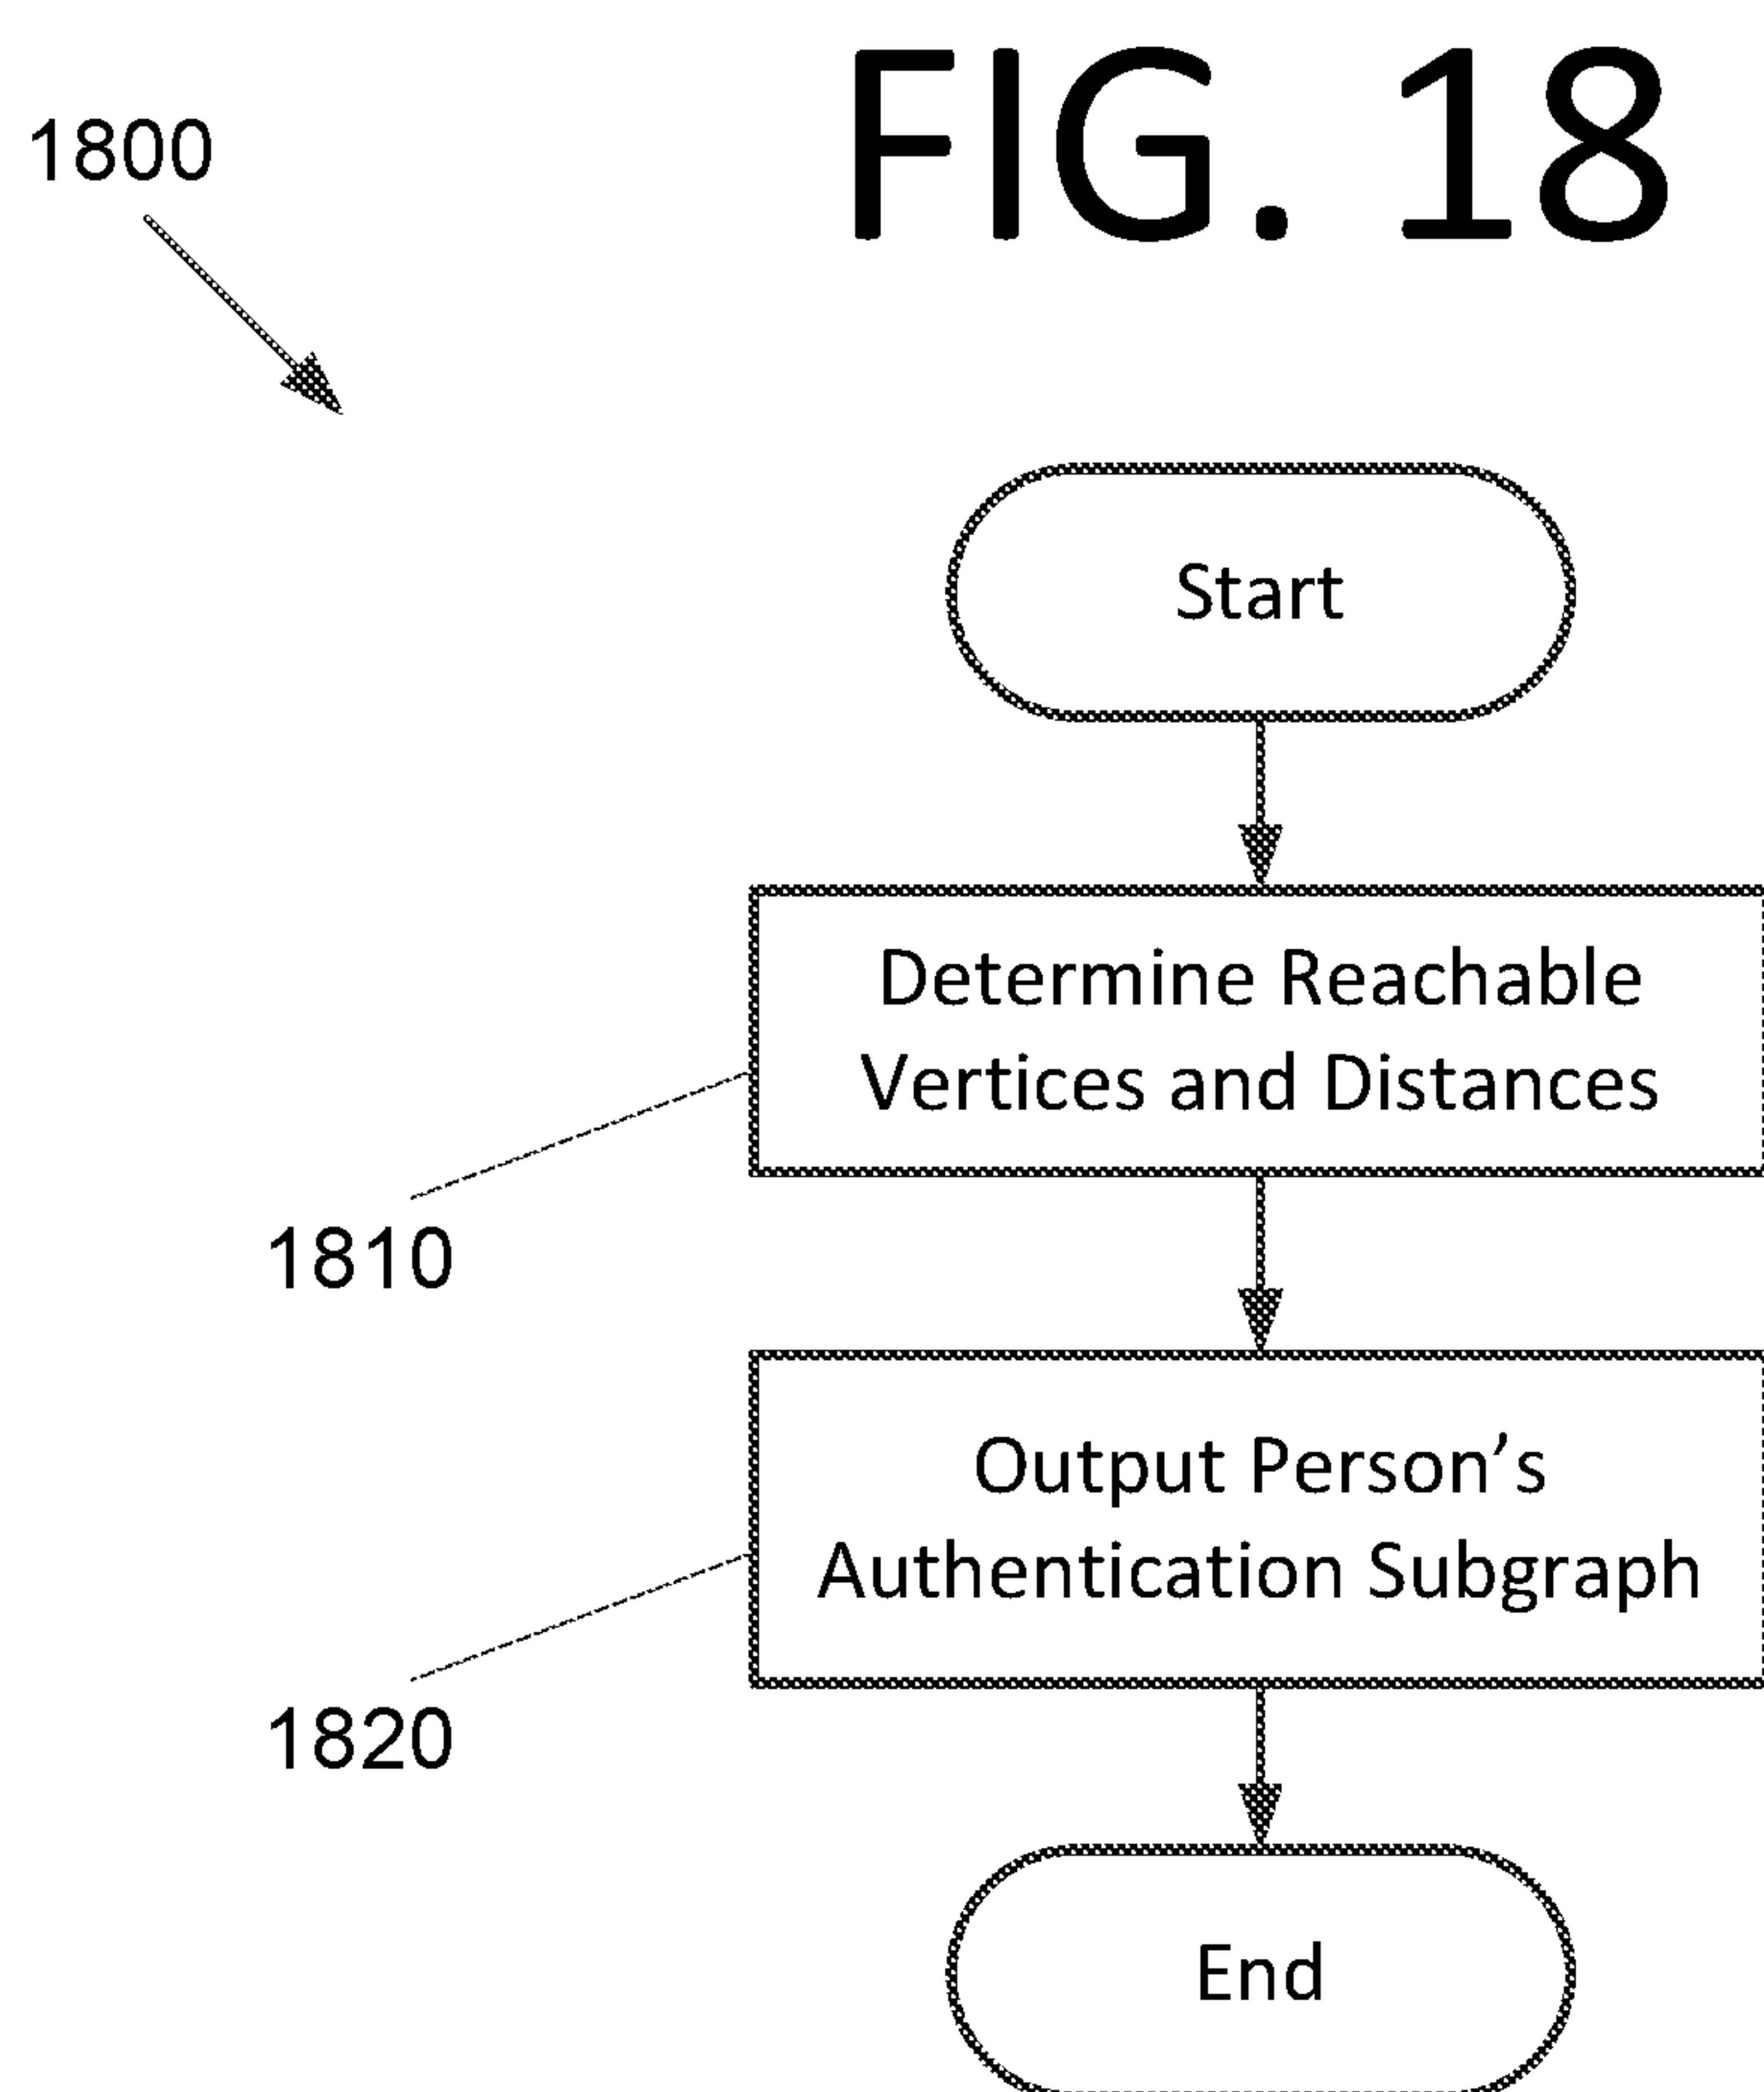 FIG. 18
1800
Start
Determine Reachable
Vertices and Distances
1810
Output Person’s
Authentication Subgraph
1820
End